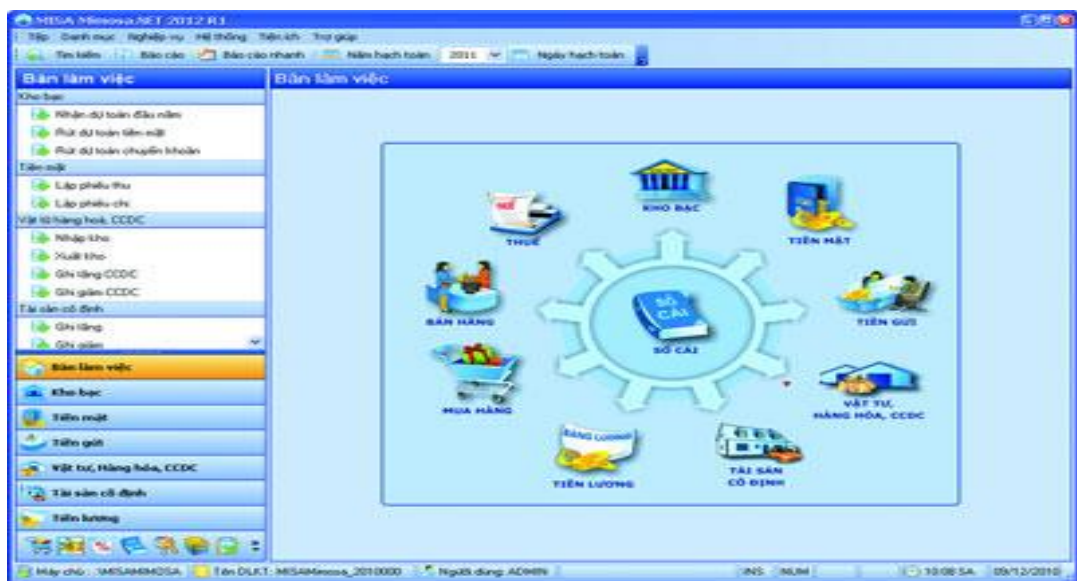 MISA Mimosa.NET 2012 R1
Tệp Danh mục Nghiệp vụ Hệ thống Tiện ích Trợ giúp
Tìm kiếm Báo cáo Báo cáo nhanh Năm hạch toán 2011 Ngày hạch toán
Bàn làm việc
Kho bạc
Nhận dự toán đầu năm
Rút dự toán tiền mặt
Rút dự toán chuyển khoản
Tiền mặt
Lập phiếu thu
Lập phiếu chi
Vật tư hàng hoá, CCDC
Nhập kho
Xuất kho
Ghi tăng CCDC
Ghi giảm CCDC
Tài sản cố định
Ghi tăng
Ghi giảm
Bàn làm việc
Kho bạc
Tiền mặt
Tiền gửi
Vật tư, Hàng hóa, CCDC
Tài sản cố định
Tiền lương
Bàn làm việc
KHO BẠC
THUẾ
TIỀN MẶT
BÁN HÀNG
SỔ CÁI
TIỀN GỬI
SỔ CÁI
MUA HÀNG
VẬT TƯ,
HÀNG HÓA, CCDC
BẢNG LƯƠNG
TIỀN LƯƠNG
TÀI SẢN
CỐ ĐỊNH
Máy chủ : .\MISAMIMOSA Tên DLKT: MISAMimosa_2010000 Người dùng: ADMIN INS NUM 10:08 SA 09/12/2010